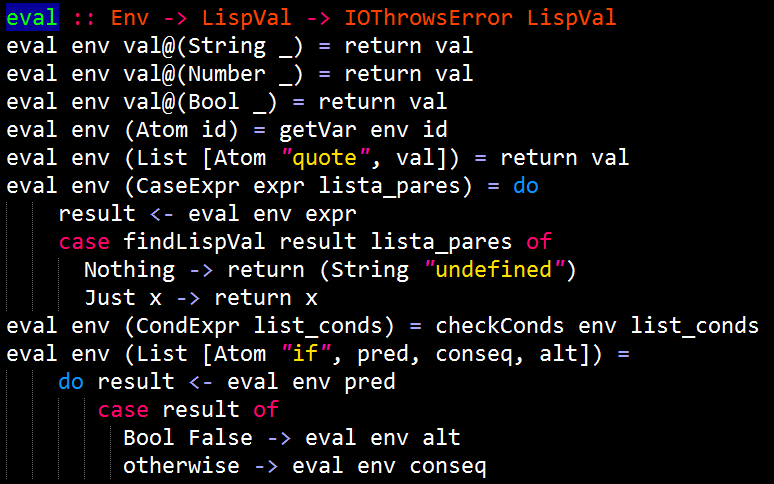 eval :: Env -> LispVal -> IOThrowsError LispVal
eval env val@(String _) = return val
eval env val@(Number _) = return val
eval env val@(Bool _) = return val
eval env (Atom id) = getVar env id
eval env (List [Atom "quote", val]) = return val
eval env (CaseExpr expr lista_pares) = do
    result <- eval env expr
    case findLispVal result lista_pares of
      Nothing -> return (String "undefined")
      Just x -> return x
eval env (CondExpr list_conds) = checkConds env list_conds
eval env (List [Atom "if", pred, conseq, alt]) =
    do result <- eval env pred
       case result of
         Bool False -> eval env alt
         otherwise -> eval env conseq